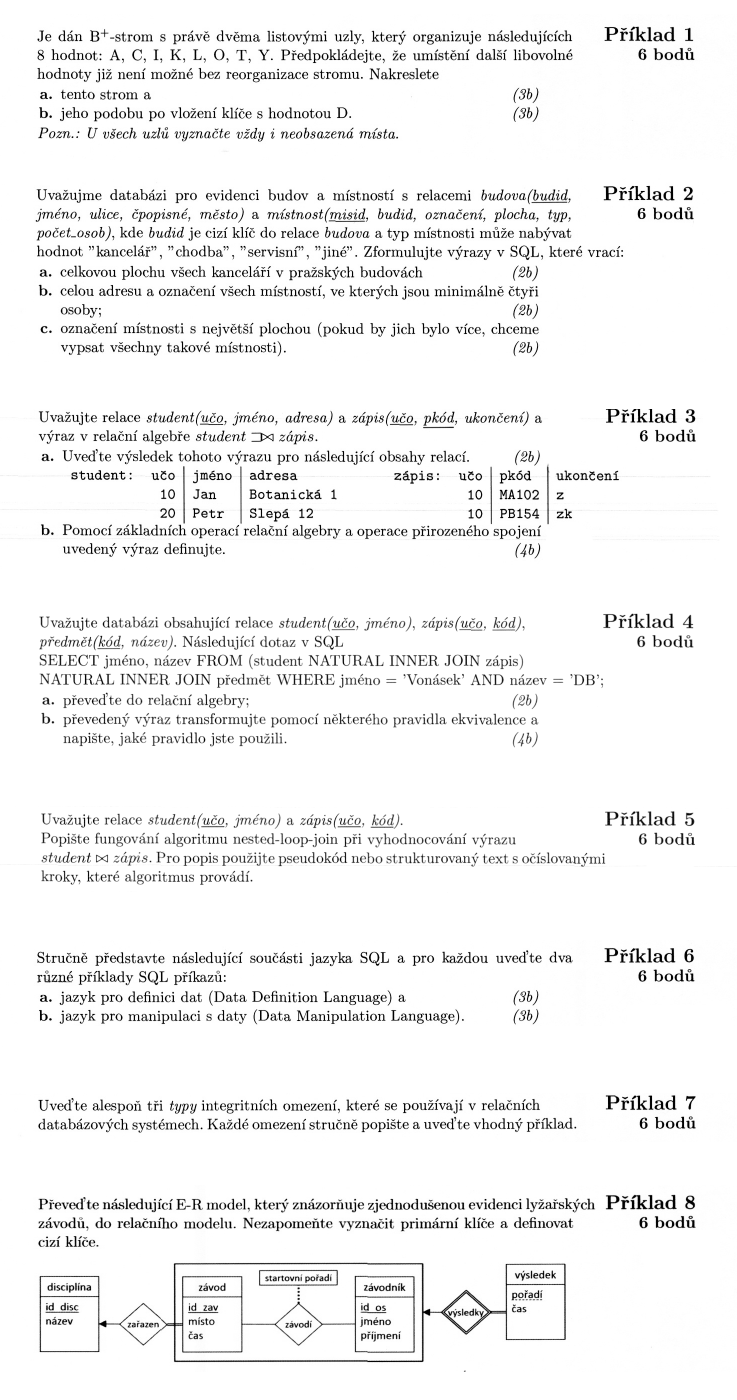 Je dán B+-strom s právě dvěma listovými uzly, který organizuje následujících Příklad 1
8 hodnot: A, C, I, K, L, O, T, Y. Předpokládejte, že umístění další libovolné 6 bodů
hodnoty již není možné bez reorganizace stromu. Nakreslete
a. tento strom a (3b)
b. jeho podobu po vložení klíče s hodnotou D. (3b)
Pozn.: U všech uzlů vyznačte vždy i neobsazená místa.
Uvažujme databázi pro evidenci budov a místností s relacemi budova(budid, Příklad 2
jméno, ulice, čpopisné, město) a místnost(misid, budid, označení, plocha, typ, 6 bodů
počet_osob), kde budid je cizí klíč do relace budova a typ místnosti může nabývat
hodnot "kancelář", "chodba", "servisní", "jiné". Zformulujte výrazy v SQL, které vrací:
a. celkovou plochu všech kanceláří v pražských budovách (2b)
b. celou adresu a označení všech místností, ve kterých jsou minimálně čtyři
osoby; (2b)
c. označení místnosti s největší plochou (pokud by jich bylo více, chceme
vypsat všechny takové místnosti). (2b)
Uvažujte relace student(učo, jméno, adresa) a zápis(učo, pkód, ukončení) a Příklad 3
výraz v relační algebře student ⟕ zápis. 6 bodů
a. Uveďte výsledek tohoto výrazu pro následující obsahy relací. (2b)
student: učo | jméno | adresa zápis: učo | pkód | ukončení
10 | Jan | Botanická 1 10 | MA102 | z
20 | Petr | Slepá 12 10 | PB154 | zk
b. Pomocí základních operací relační algebry a operace přirozeného spojení
uvedený výraz definujte. (4b)
Uvažujte databázi obsahující relace student(učo, jméno), zápis(učo, kód), Příklad 4
předmět(kód, název). Následující dotaz v SQL 6 bodů
SELECT jméno, název FROM (student NATURAL INNER JOIN zápis)
NATURAL INNER JOIN předmět WHERE jméno = 'Vonásek' AND název = 'DB';
a. převeďte do relační algebry; (2b)
b. převedený výraz transformujte pomocí některého pravidla ekvivalence a
napište, jaké pravidlo jste použili. (4b)
Uvažujte relace student(učo, jméno) a zápis(učo, kód). Příklad 5
Popište fungování algoritmu nested-loop-join při vyhodnocování výrazu 6 bodů
student ⋈ zápis. Pro popis použijte pseudokód nebo strukturovaný text s očíslovanými
kroky, které algoritmus provádí.
Stručně představte následující součásti jazyka SQL a pro každou uveďte dva Příklad 6
různé příklady SQL příkazů: 6 bodů
a. jazyk pro definici dat (Data Definition Language) a (3b)
b. jazyk pro manipulaci s daty (Data Manipulation Language). (3b)
Uveďte alespoň tři typy integritních omezení, které se používají v relačních Příklad 7
databázových systémech. Každé omezení stručně popište a uveďte vhodný příklad. 6 bodů
Převeďte následující E-R model, který znázorňuje zjednodušenou evidenci lyžařských Příklad 8
závodů, do relačního modelu. Nezapomeňte vyznačit primární klíče a definovat 6 bodů
cizí klíče.
disciplína
id_disc
název
zařazen
závod
id_zav
místo
čas
startovní pořadí
závodí
závodník
id_os
jméno
příjmení
výsledky
výsledek
pořadí
čas